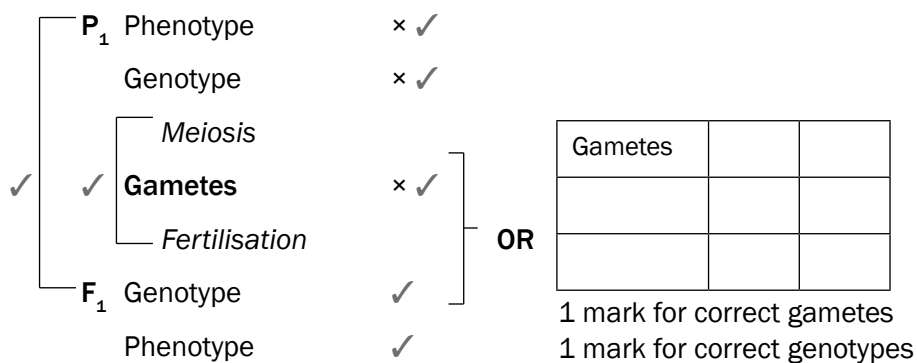 P₁ Phenotype × ✓
Genotype × ✓
Meiosis
✓ ✓ Gametes × ✓
Fertilisation
F₁ Genotype ✓
Phenotype ✓
OR
Gametes
1 mark for correct gametes
1 mark for correct genotypes